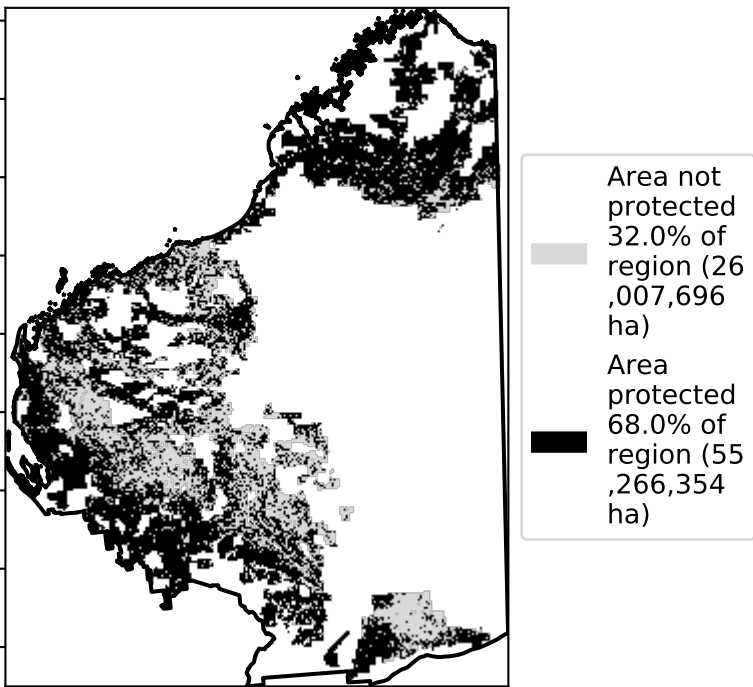 Area not
protected
32.0% of
region (26
,007,696
ha)
Area
protected
68.0% of
region (55
,266,354
ha)